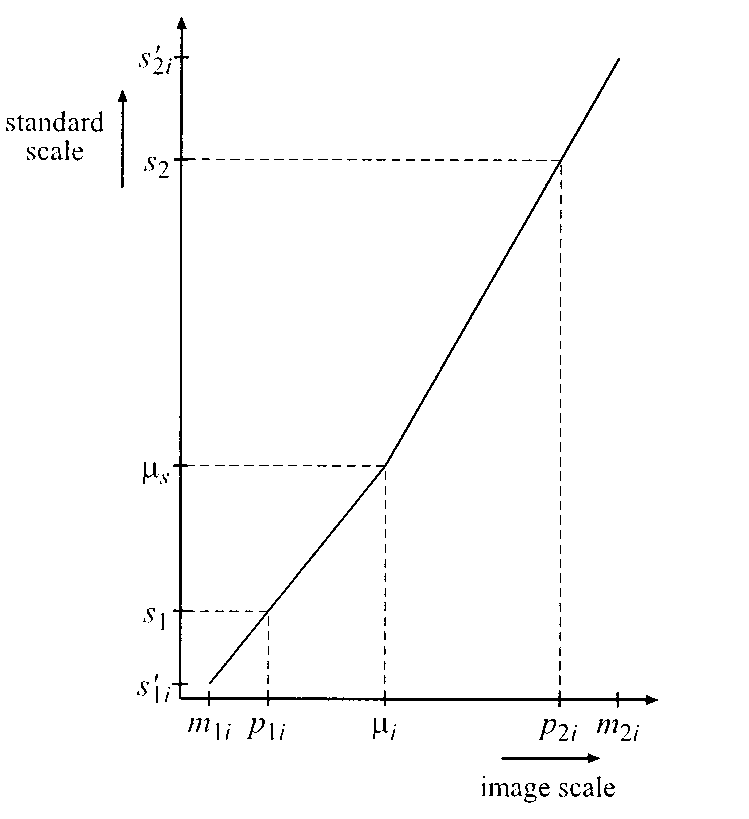 s′2i
standard
scale
s2
μs
s1
s′1i
m1i p1i μi p2i m2i
image scale